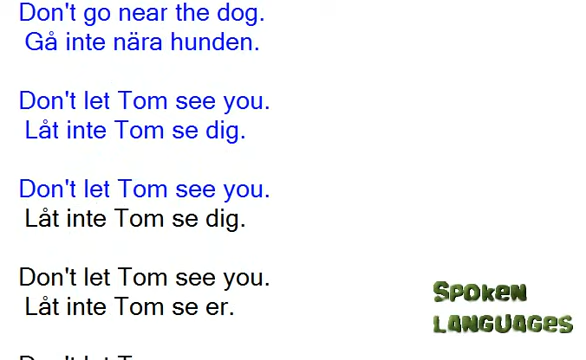 Don't go near the dog.
Gå inte nära hunden.
Don't let Tom see you.
Låt inte Tom se dig.
Don't let Tom see you.
Låt inte Tom se dig.
Don't let Tom see you.
Låt inte Tom se er.
Don't let
Spoken
Languages